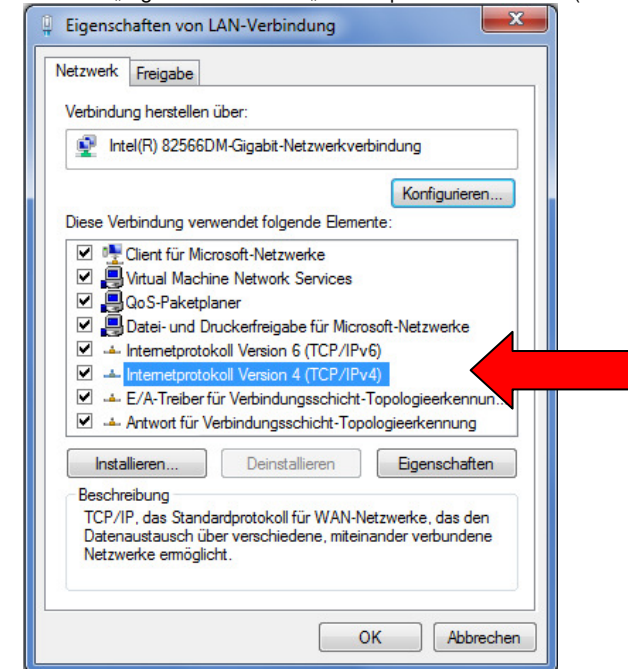 Eigenschaften von LAN-Verbindung
Netzwerk Freigabe
Verbindung herstellen über:
Intel(R) 82566DM-Gigabit-Netzwerkverbindung
Konfigurieren...
Diese Verbindung verwendet folgende Elemente:
Client für Microsoft-Netzwerke
Virtual Machine Network Services
QoS-Paketplaner
Datei- und Druckerfreigabe für Microsoft-Netzwerke
Internetprotokoll Version 6 (TCP/IPv6)
Internetprotokoll Version 4 (TCP/IPv4)
E/A-Treiber für Verbindungsschicht-Topologieerkennun...
Antwort für Verbindungsschicht-Topologieerkennung
Installieren... Deinstallieren Eigenschaften
Beschreibung
TCP/IP, das Standardprotokoll für WAN-Netzwerke, das den
Datenaustausch über verschiedene, miteinander verbundene
Netzwerke ermöglicht.
OK Abbrechen